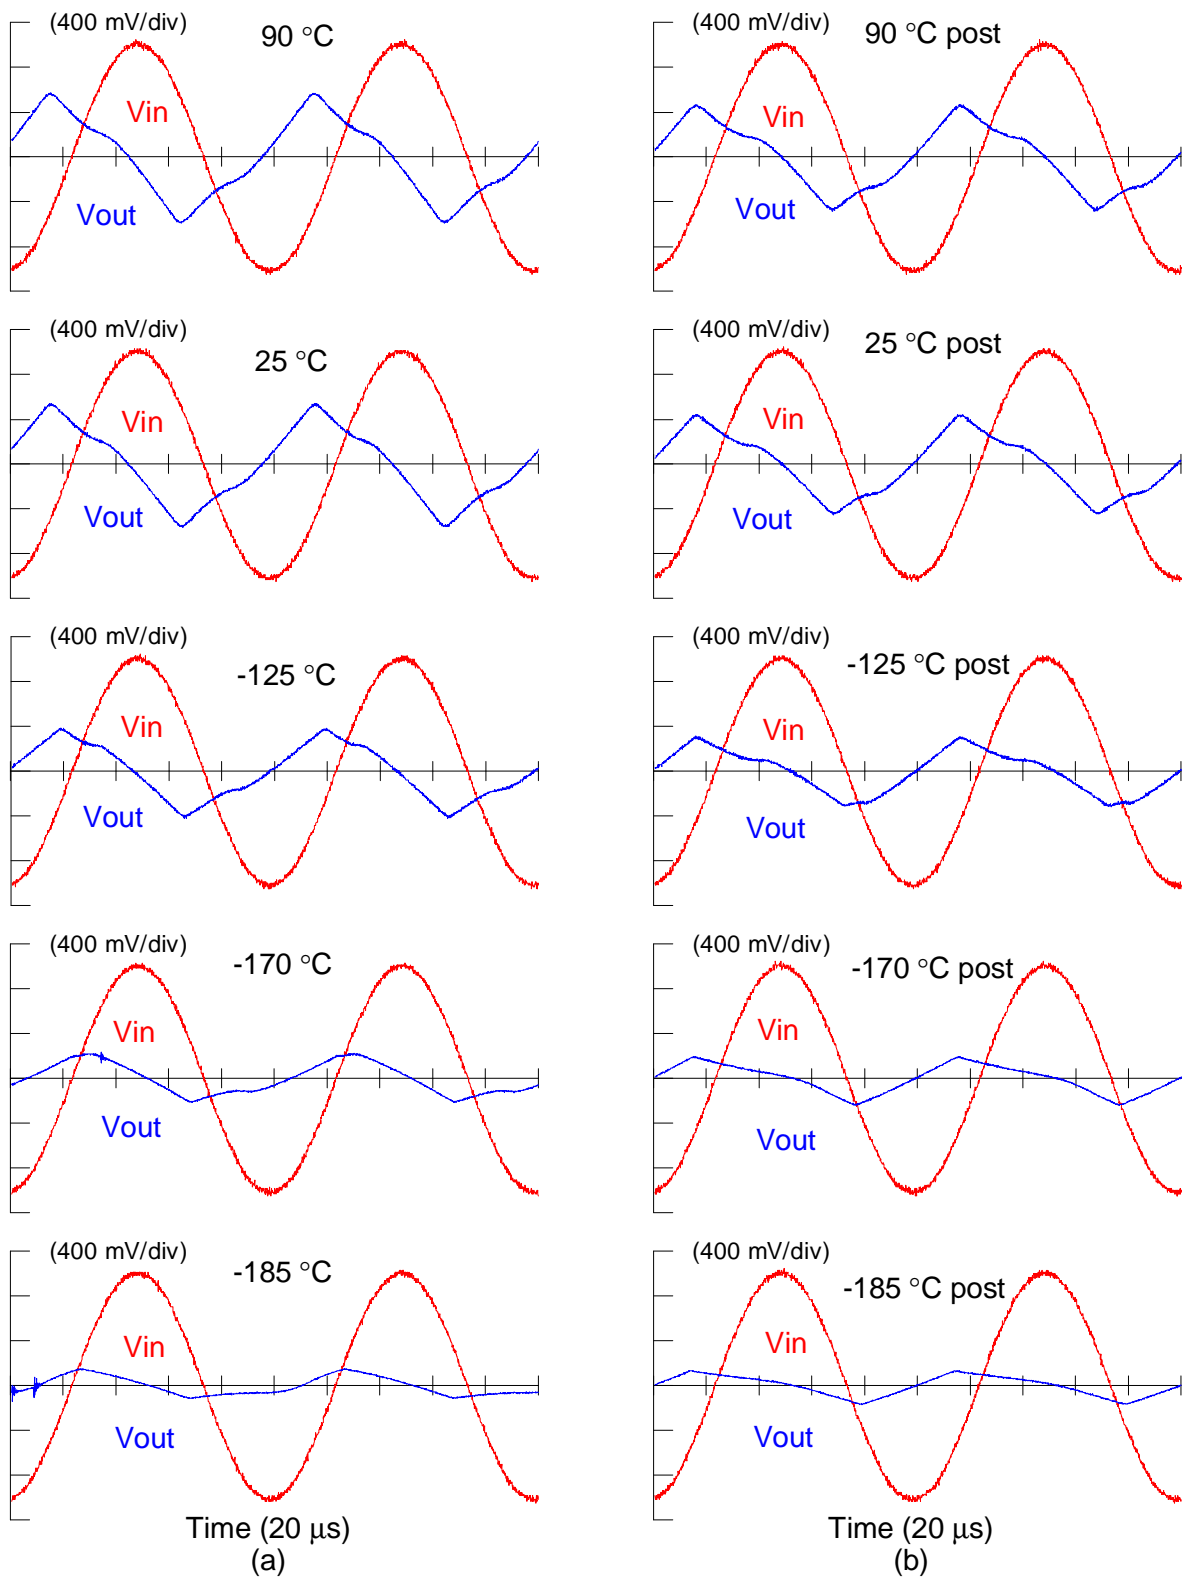 (400 mV/div)
90 °C
Vin
Vout
(400 mV/div)
25 °C
Vin
Vout
(400 mV/div)
-125 °C
Vin
Vout
(400 mV/div)
-170 °C
Vin
Vout
(400 mV/div)
-185 °C
Vin
Vout
Time (20 μs)
(a)
(400 mV/div)
90 °C post
Vin
Vout
(400 mV/div)
25 °C post
Vin
Vout
(400 mV/div)
-125 °C post
Vin
Vout
(400 mV/div)
-170 °C post
Vin
Vout
(400 mV/div)
-185 °C post
Vin
Vout
Time (20 μs)
(b)